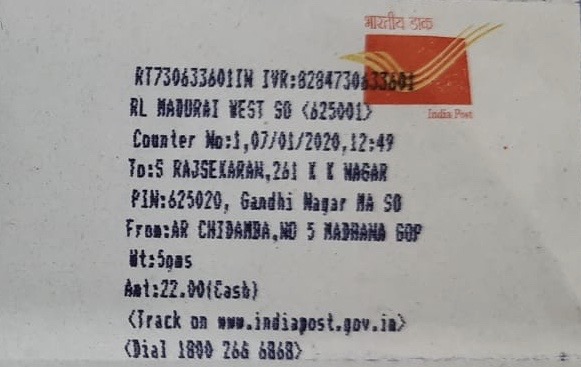 भारतीय डाक
India Post
RT730633601IN IVR:8284730633601
RL MADURAI WEST SO <625001>
Counter No:1,07/01/2020,12:49
To:S RAJSEKARAN,261 K K NAGAR
PIN:625020, Gandhi Nagar MA SO
From:AR CHIDAMBA,NO 5 MADHANA GOP
Wt:5gms
Amt:22.00(Cash)
<Track on www.indiapost.gov.in>
<Dial 1800 266 6868>